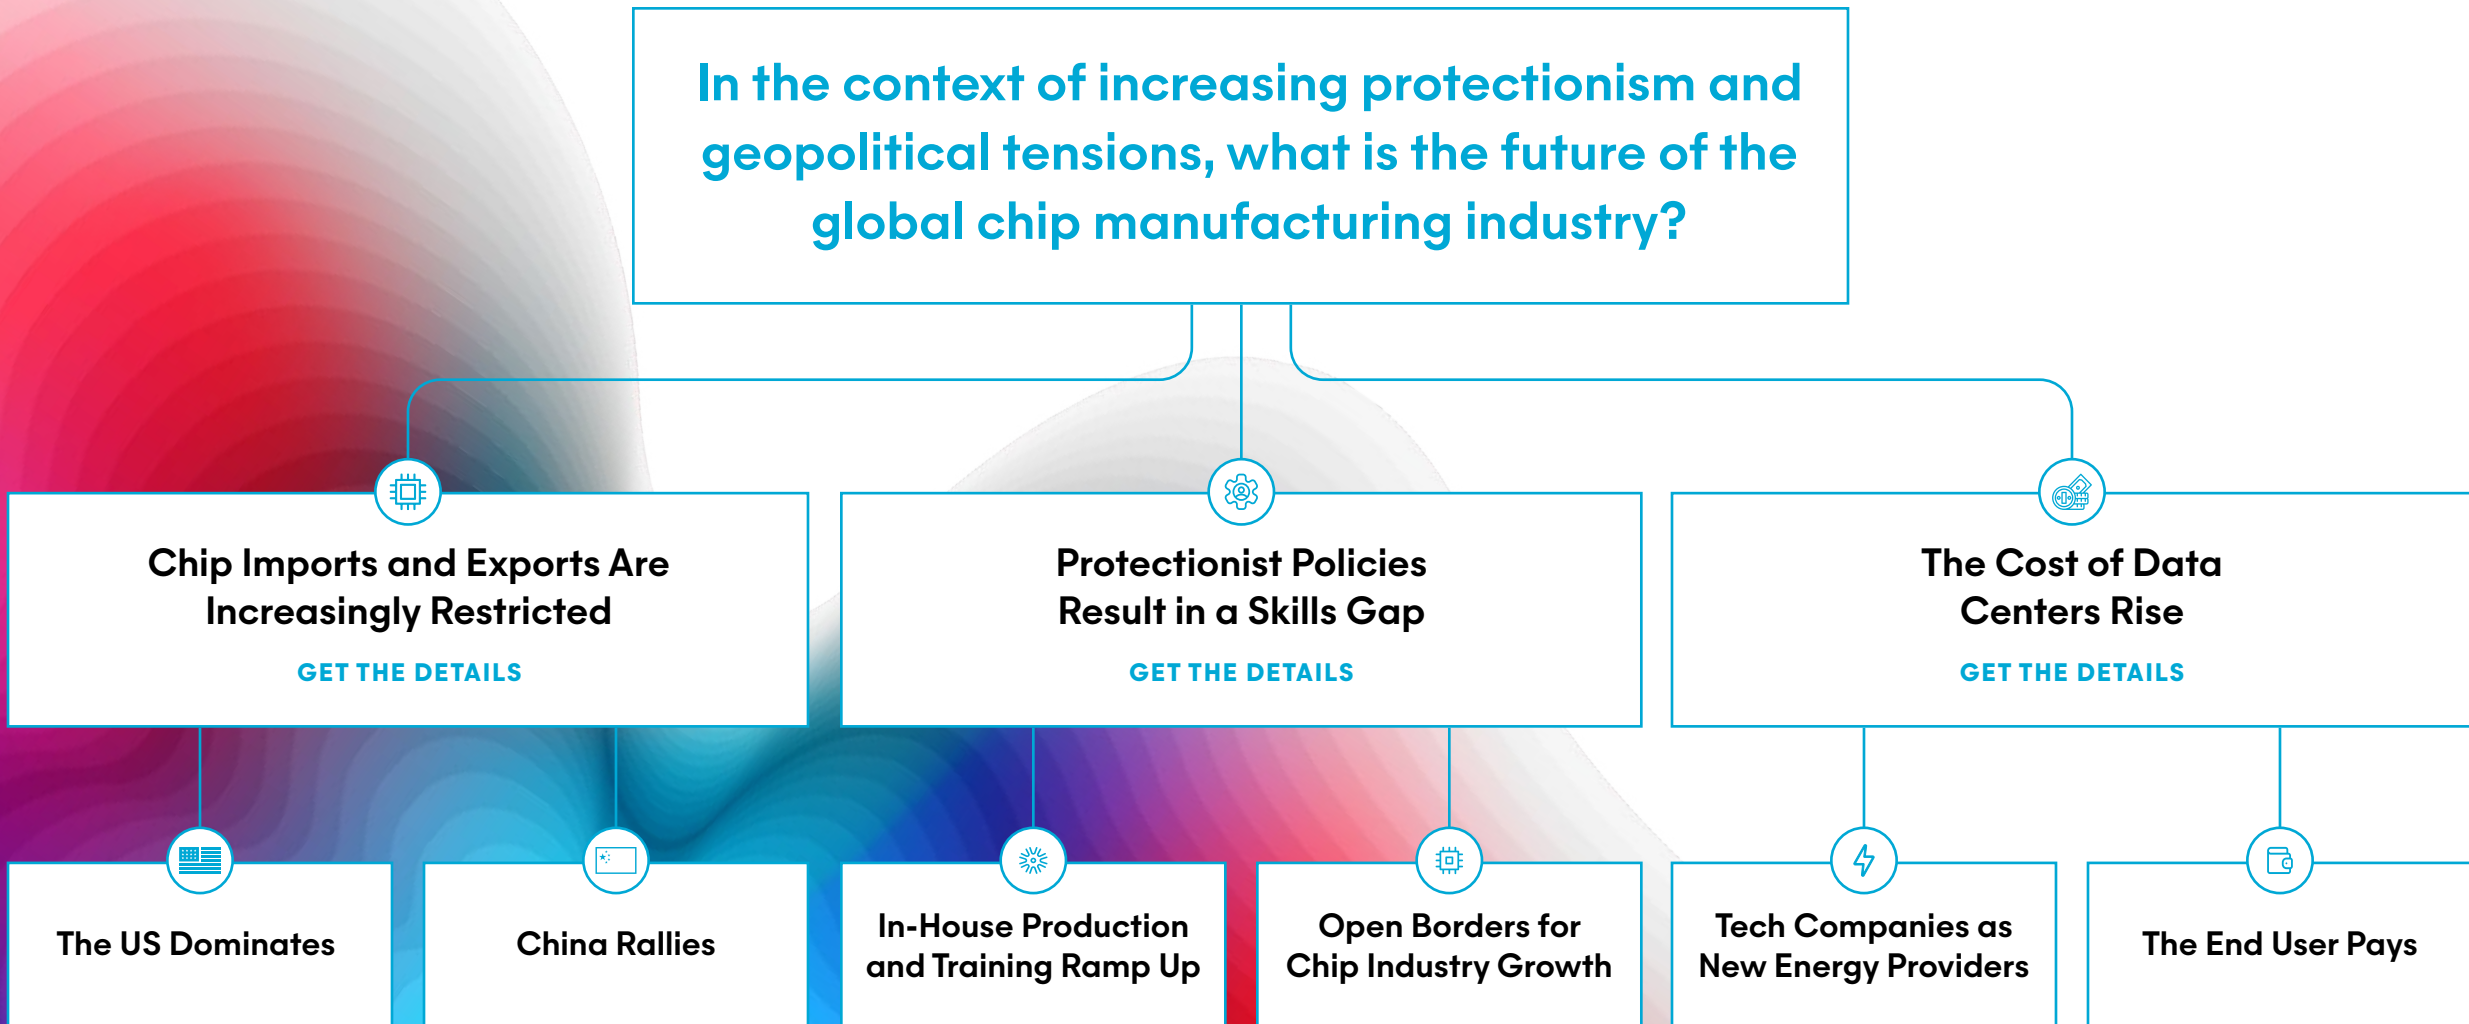 In the context of increasing protectionism and
geopolitical tensions, what is the future of the
global chip manufacturing industry?
Chip Imports and Exports Are
Increasingly Restricted
GET THE DETAILS
Protectionist Policies
Result in a Skills Gap
GET THE DETAILS
The Cost of Data
Centers Rise
GET THE DETAILS
The US Dominates
China Rallies
In-House Production
and Training Ramp Up
Open Borders for
Chip Industry Growth
Tech Companies as
New Energy Providers
The End User Pays